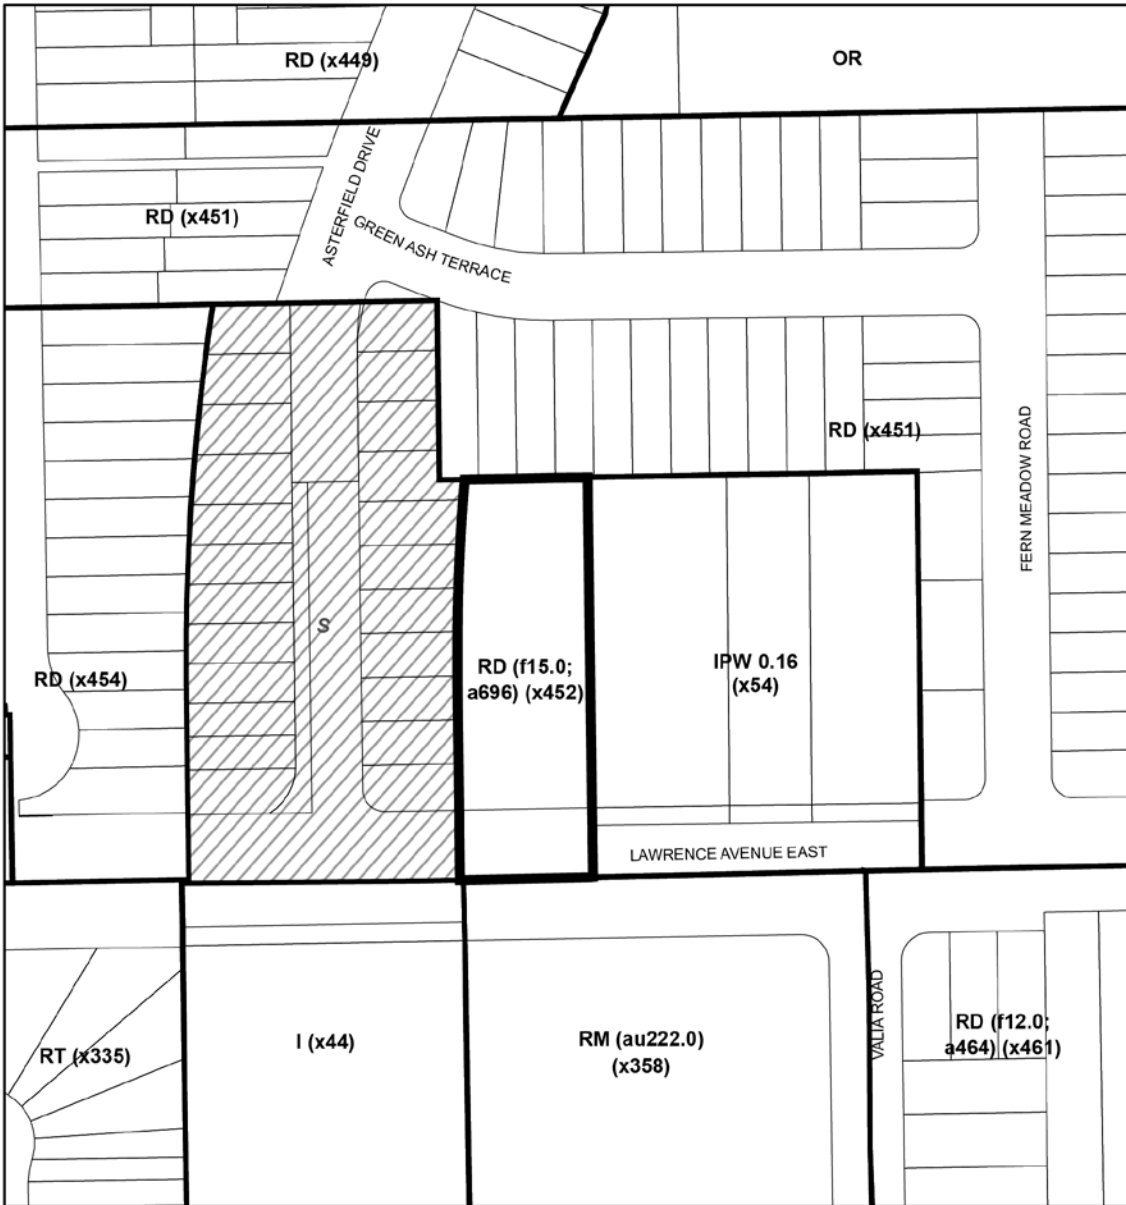 RD (x449)
OR
ASTERFIELD DRIVE
RD (x451)
GREEN ASH TERRACE
RD (x451)
FERN MEADOW ROAD
S
RD (x454)
RD (f15.0;
a696) (x452)
IPW 0.16
(x54)
LAWRENCE AVENUE EAST
VALIA ROAD
RT (x335)
I (x44)
RM (au222.0)
(x358)
RD (f12.0;
a464) (x461)